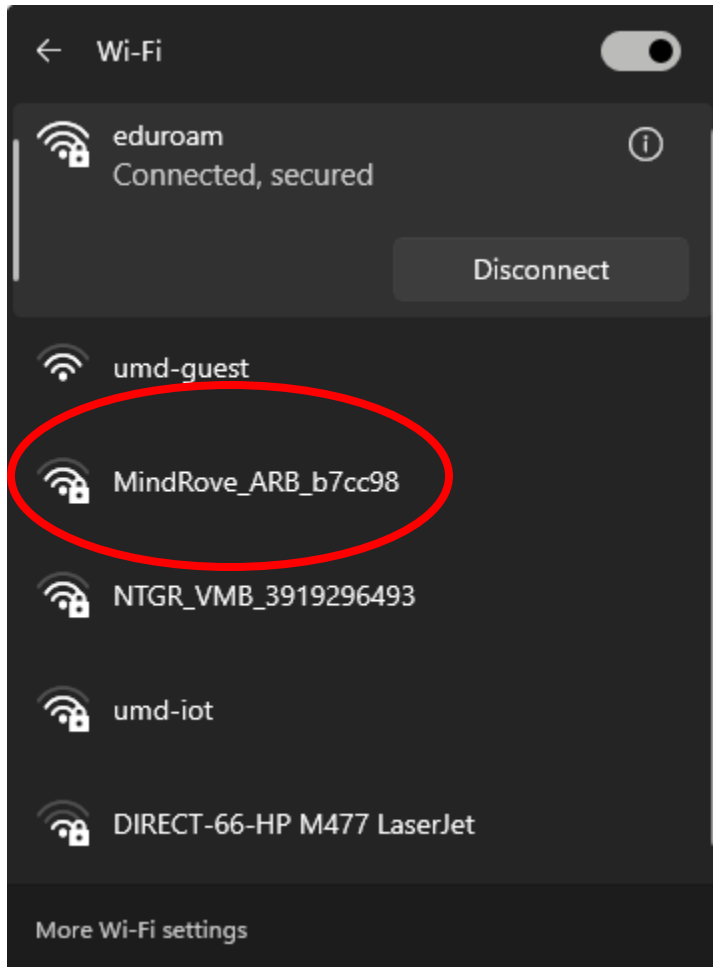 Wi-Fi
eduroam
Connected, secured
Disconnect
umd-guest
MindRove_ARB_b7cc98
NTGR_VMB_3919296493
umd-iot
DIRECT-66-HP M477 LaserJet
More Wi-Fi settings